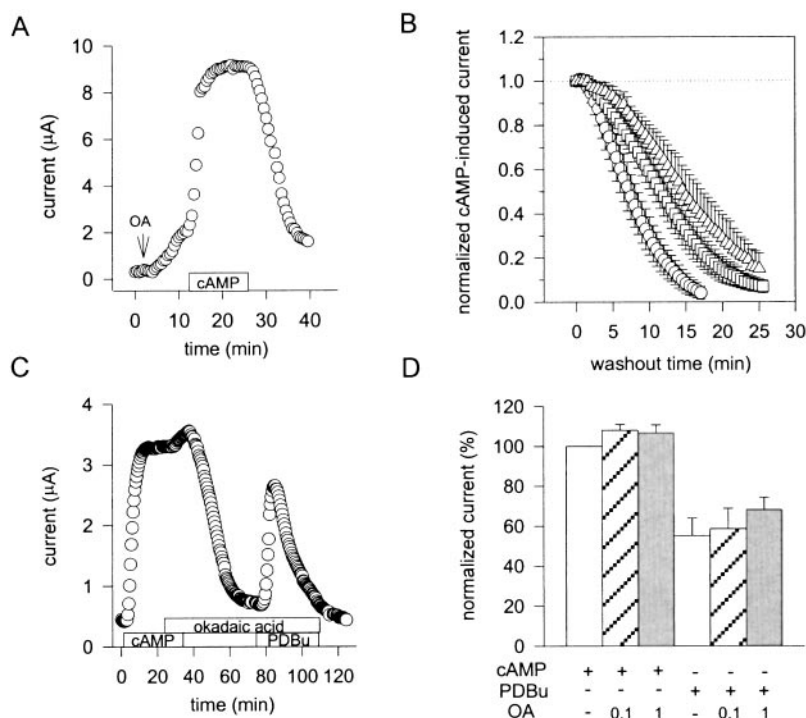 A
10
8
6
4
2
0
current (μA)
OA
cAMP
0 10 20 30 40
time (min)
B
1.2
1.0
0.8
0.6
0.4
0.2
0.0
normalized cAMP-induced current
0 5 10 15 20 25 30
washout time (min)
C
4
3
2
1
0
current (μA)
okadaic acid
cAMP PDBu
0 20 40 60 80 100 120
time (min)
D
120
100
80
60
40
20
0
normalized current (%)
cAMP + + + - - -
PDBu - - - + + +
OA - 0.1 1 - 0.1 1